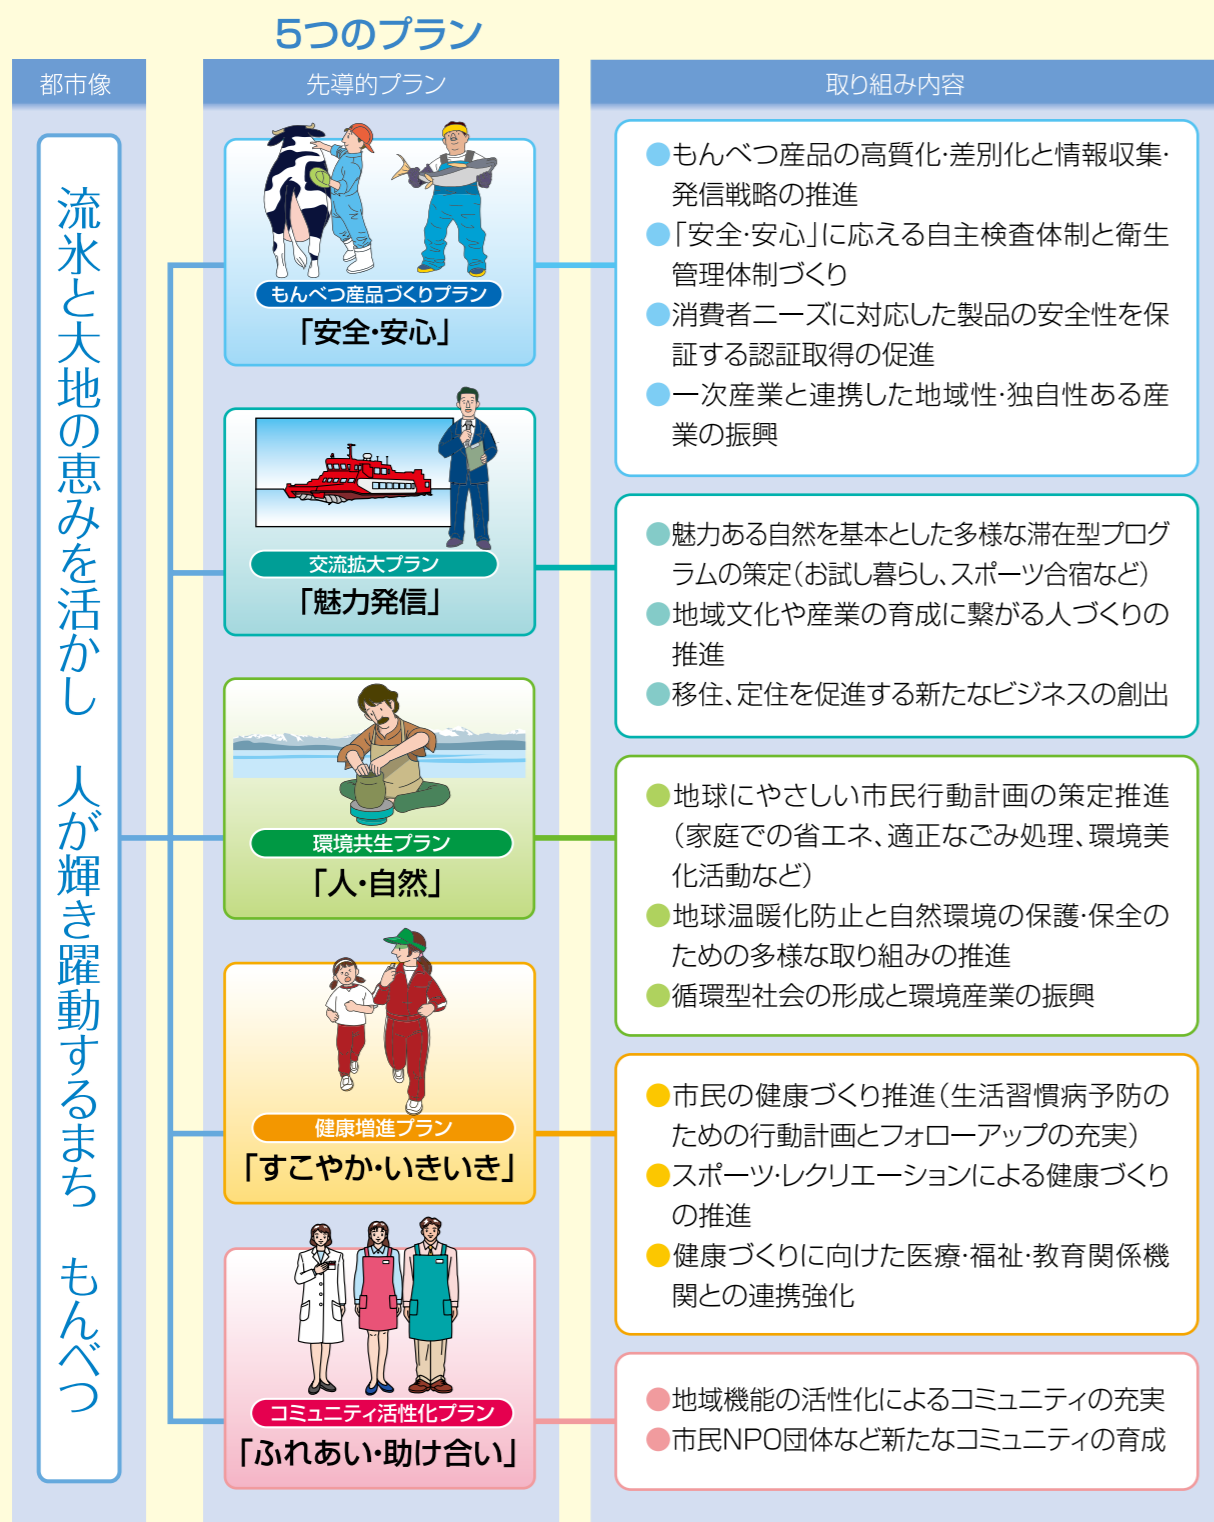 5つのプラン
都市像
先導的プラン
取り組み内容
流氷と大地の恵みを活かし 人が輝き躍動するまち もんべつ
もんべつ産品づくりプラン
「安全・安心」
●もんべつ産品の高質化・差別化と情報収集・
発信戦略の推進
●「安全・安心」に応える自主検査体制と衛生
管理体制づくり
●消費者ニーズに対応した製品の安全性を保
証する認証取得の促進
●一次産業と連携した地域性・独自性ある産
業の振興
交流拡大プラン
「魅力発信」
●魅力ある自然を基本とした多様な滞在型プログ
ラムの策定(お試し暮らし、スポーツ合宿など)
●地域文化や産業の育成に繋がる人づくりの
推進
●移住、定住を促進する新たなビジネスの創出
環境共生プラン
「人・自然」
●地球にやさしい市民行動計画の策定推進
(家庭での省エネ、適正なごみ処理、環境美
化活動など)
●地球温暖化防止と自然環境の保護・保全の
ための多様な取り組みの推進
●循環型社会の形成と環境産業の振興
健康増進プラン
「すこやか・いきいき」
●市民の健康づくり推進(生活習慣病予防の
ための行動計画とフォローアップの充実)
●スポーツ・レクリエーションによる健康づくり
の推進
●健康づくりに向けた医療・福祉・教育関係機
関との連携強化
コミュニティ活性化プラン
「ふれあい・助け合い」
●地域機能の活性化によるコミュニティの充実
●市民NPO団体など新たなコミュニティの育成